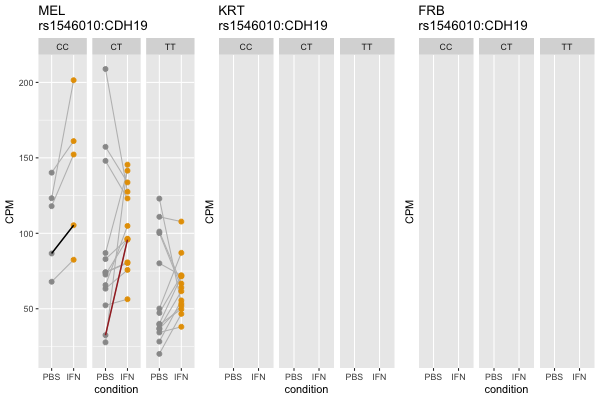 MEL
rs1546010:CDH19
CC CT TT
CPM
200
150
100
50
PBS IFN PBS IFN PBS IFN
condition
KRT
rs1546010:CDH19
CC CT TT
CPM
PBS IFN PBS IFN PBS IFN
condition
FRB
rs1546010:CDH19
CC CT TT
CPM
PBS IFN PBS IFN PBS IFN
condition